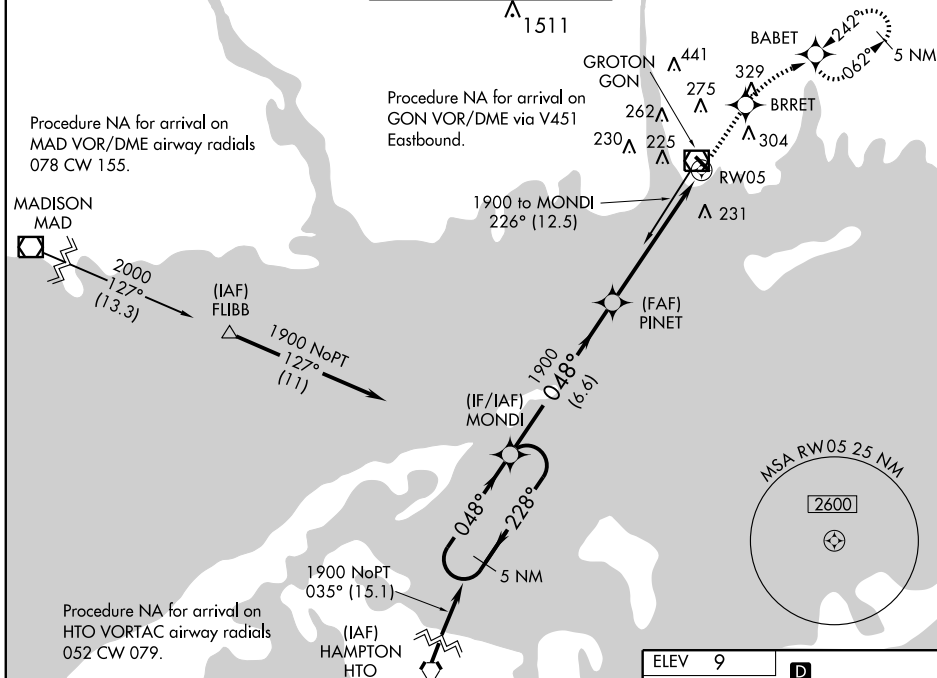 1511
BABET
242°
062°
5 NM
GROTON
GON
441
275
329
BRRET
262
304
230
225
RW05
231
Procedure NA for arrival on
GON VOR/DME via V451
Eastbound.
Procedure NA for arrival on
MAD VOR/DME airway radials
078 CW 155.
MADISON
MAD
2000
127°
(13.3)
(IAF)
FLIBB
1900 NoPT
127°
(11)
1900 to MONDI
226° (12.5)
(FAF)
PINET
1900
048°
(6.6)
(IF/IAF)
MONDI
048°
228°
5 NM
1900 NoPT
035° (15.1)
(IAF)
HAMPTON
HTO
Procedure NA for arrival on
HTO VORTAC airway radials
052 CW 079.
MSA RW05 25 NM
2600
ELEV 9
D